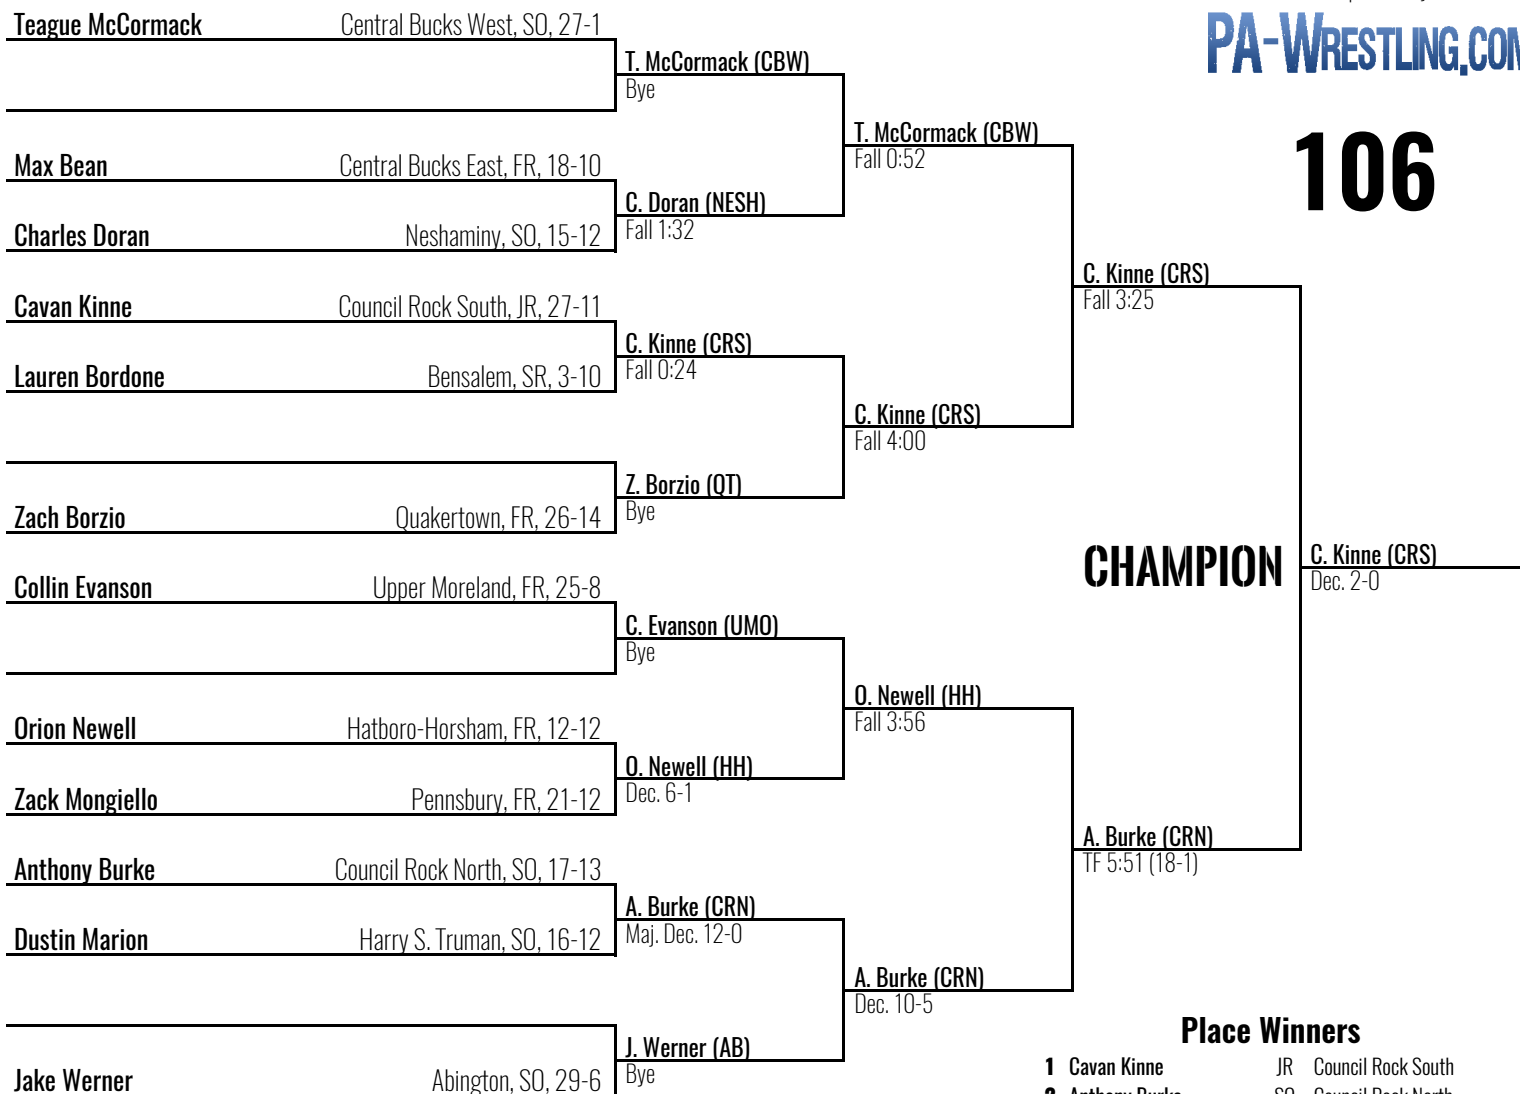 Teague McCormack Central Bucks West, SO, 27-1
T. McCormack (CBW)
Bye
PA-WRESTLING.COM
T. McCormack (CBW)
Fall 0:52
106
Max Bean Central Bucks East, FR, 18-10
C. Doran (NESH)
Fall 1:32
Charles Doran Neshaminy, SO, 15-12
C. Kinne (CRS)
Fall 3:25
Cavan Kinne Council Rock South, JR, 27-11
C. Kinne (CRS)
Fall 0:24
Lauren Bordone Bensalem, SR, 3-10
C. Kinne (CRS)
Fall 4:00
Z. Borzio (QT)
Bye
Zach Borzio Quakertown, FR, 26-14
CHAMPION
C. Kinne (CRS)
Dec. 2-0
Collin Evanson Upper Moreland, FR, 25-8
C. Evanson (UMO)
Bye
O. Newell (HH)
Fall 3:56
Orion Newell Hatboro-Horsham, FR, 12-12
O. Newell (HH)
Dec. 6-1
Zack Mongiello Pennsbury, FR, 21-12
A. Burke (CRN)
TF 5:51 (18-1)
Anthony Burke Council Rock North, SO, 17-13
A. Burke (CRN)
Maj. Dec. 12-0
Dustin Marion Harry S. Truman, SO, 16-12
A. Burke (CRN)
Dec. 10-5
Place Winners
J. Werner (AB)
Bye
1 Cavan Kinne JR Council Rock South
Jake Werner Abington, SO, 29-6
2 Anthony Burke SO Council Rock North